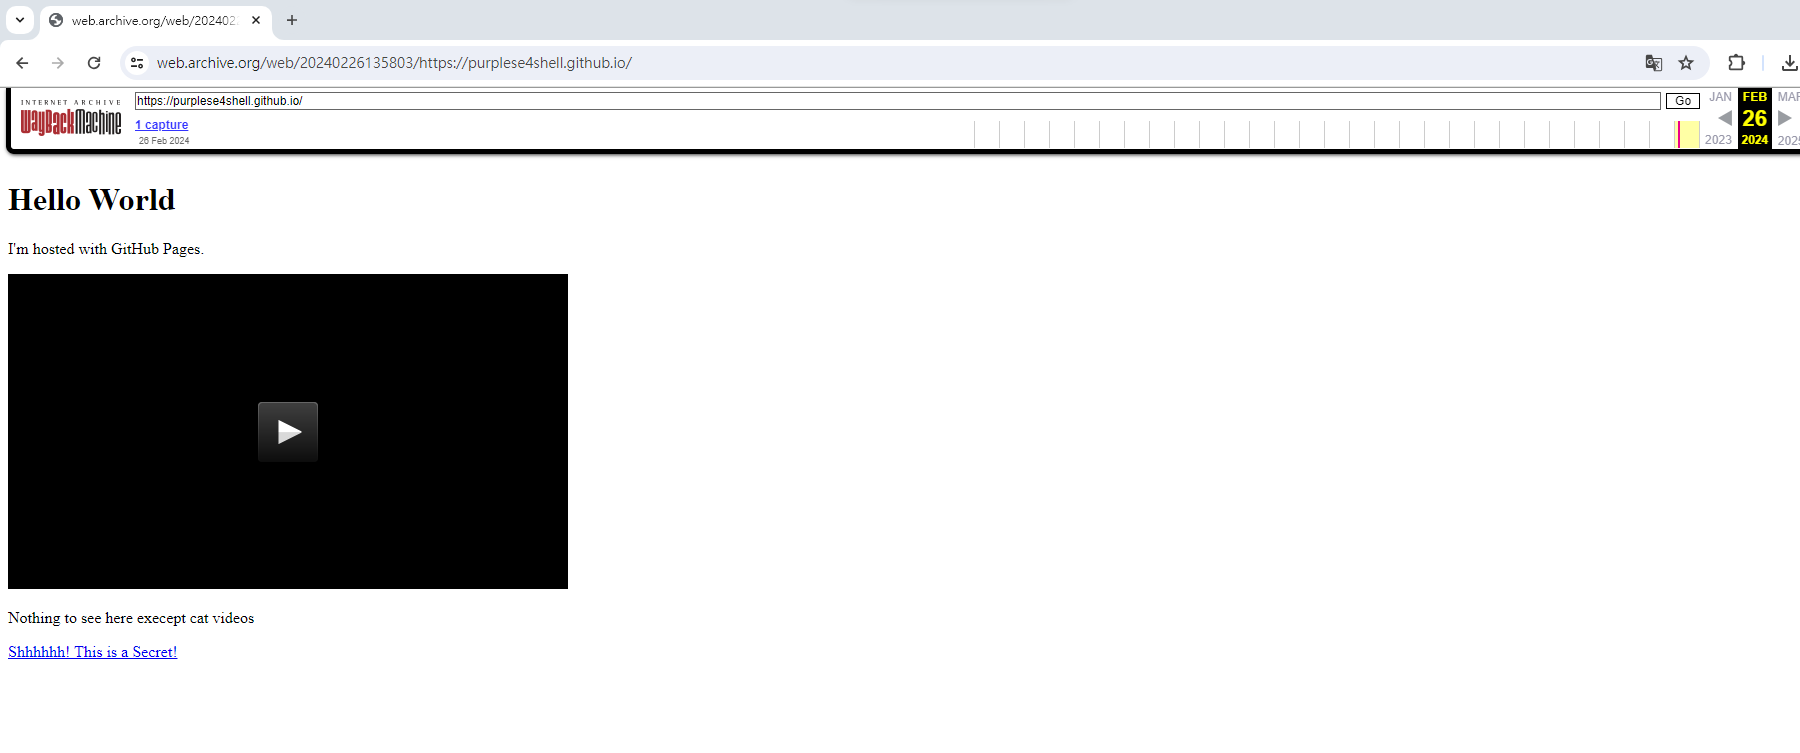 web.archive.org/web/202402
web.archive.org/web/20240226135803/https://purplese4shell.github.io/
INTERNET ARCHIVE
WayBackMachine
https://purplese4shell.github.io/
Go
1 capture
26 Feb 2024
JAN
FEB
MAR
26
2023
2024
2025
Hello World
I'm hosted with GitHub Pages.
Nothing to see here execept cat videos
Shhhhhh! This is a Secret!